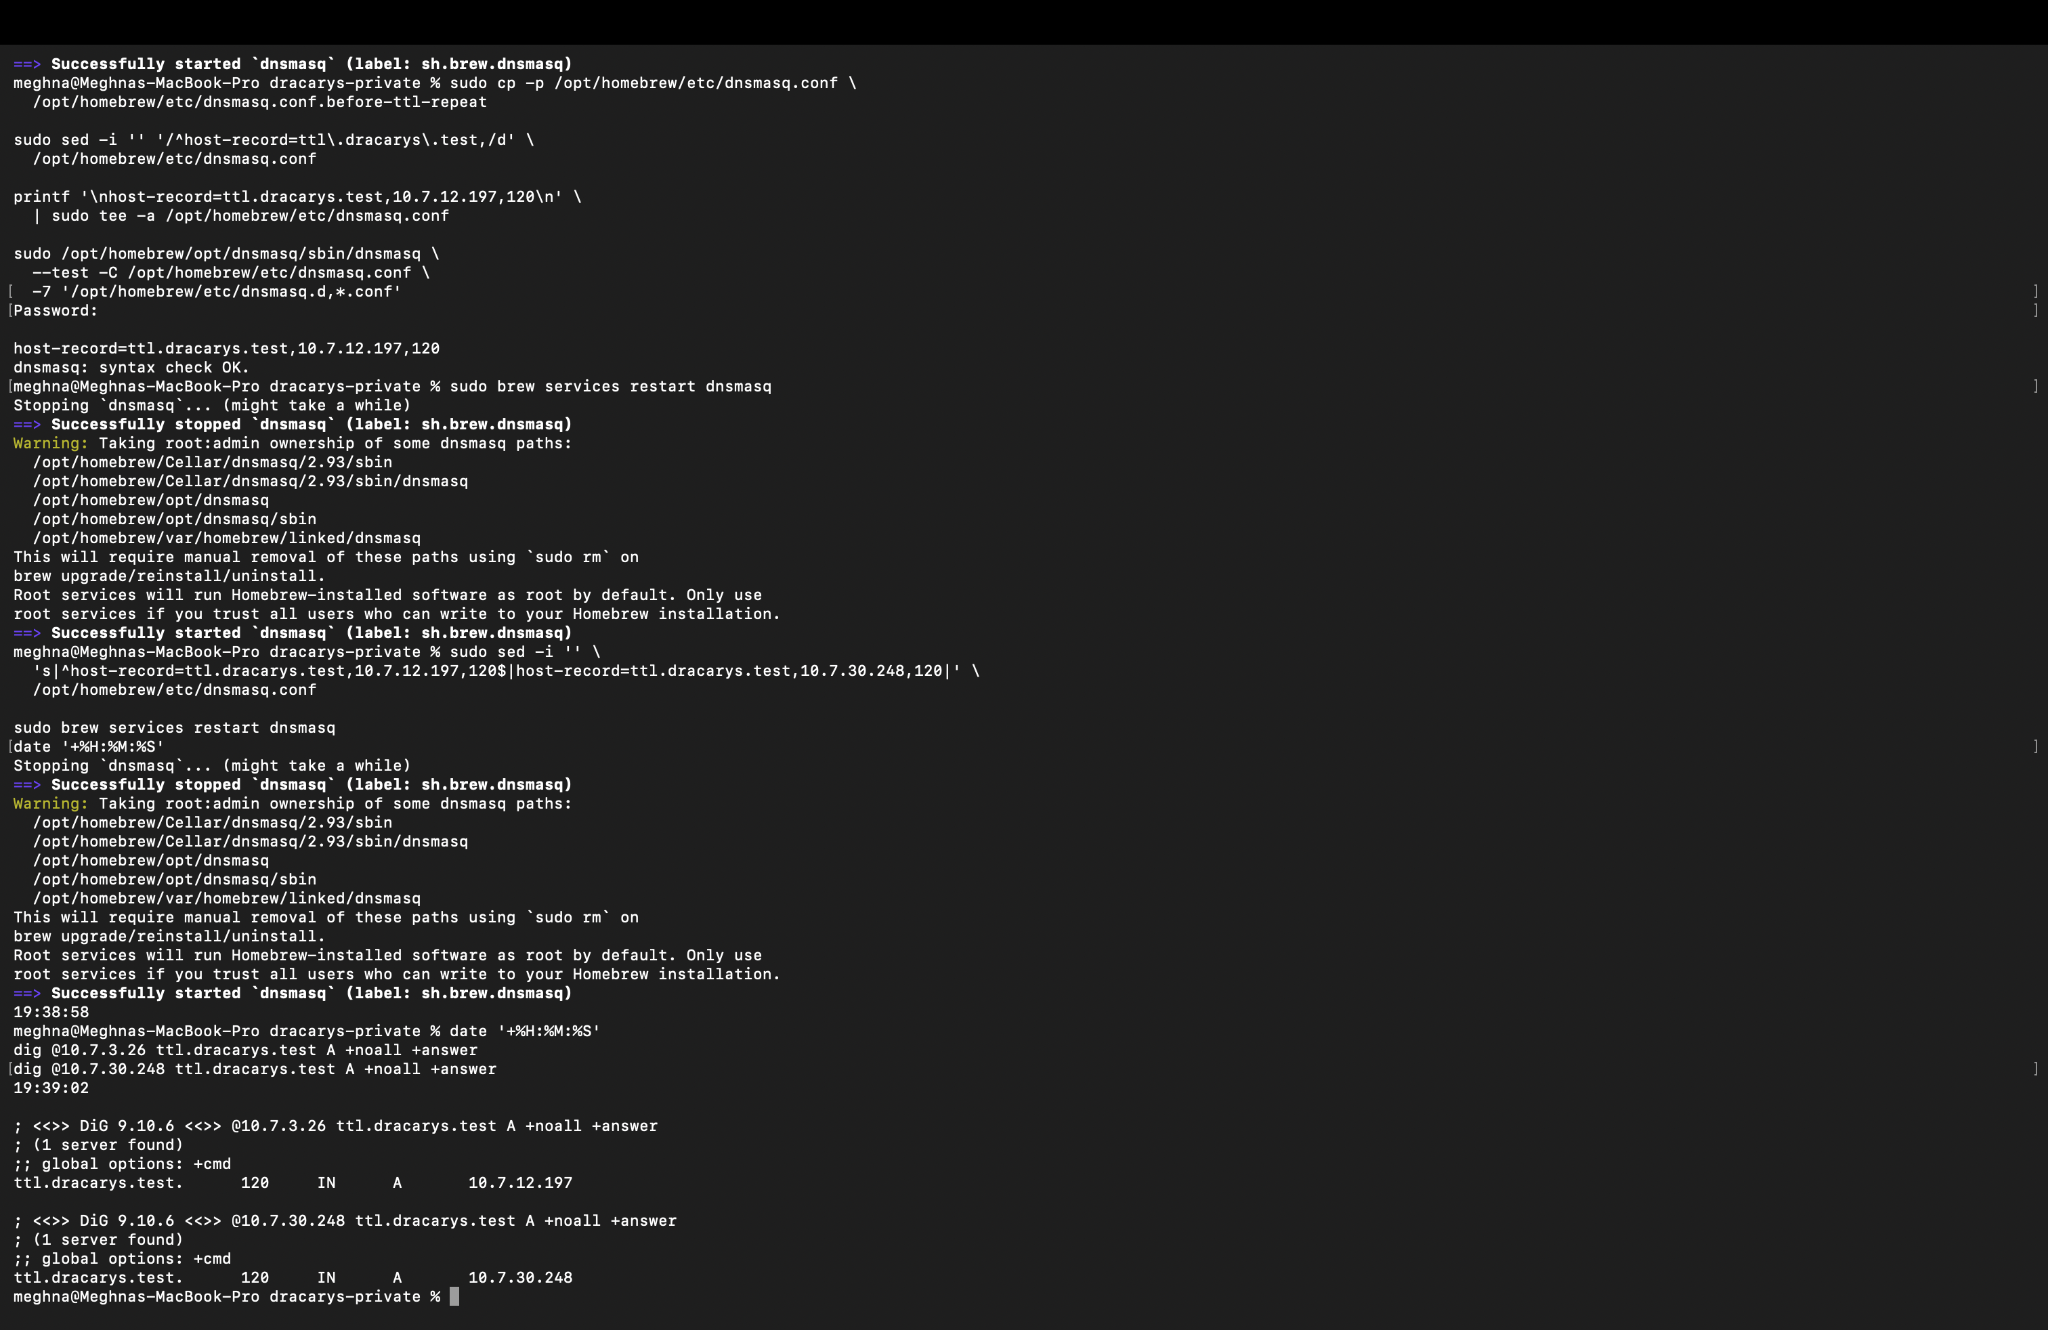 ==> Successfully started `dnsmasq` (label: sh.brew.dnsmasq)
meghna@Meghnas-MacBook-Pro dracarys-private % sudo cp -p /opt/homebrew/etc/dnsmasq.conf \
  /opt/homebrew/etc/dnsmasq.conf.before-ttl-repeat

sudo sed -i '' '/^host-record=ttl\.dracarys\.test,/d' \
  /opt/homebrew/etc/dnsmasq.conf

printf '\nhost-record=ttl.dracarys.test,10.7.12.197,120\n' \
  | sudo tee -a /opt/homebrew/etc/dnsmasq.conf

sudo /opt/homebrew/opt/dnsmasq/sbin/dnsmasq \
  --test -C /opt/homebrew/etc/dnsmasq.conf \
[  -7 '/opt/homebrew/etc/dnsmasq.d,*.conf' ]
[Password: ]

host-record=ttl.dracarys.test,10.7.12.197,120
dnsmasq: syntax check OK.
[meghna@Meghnas-MacBook-Pro dracarys-private % sudo brew services restart dnsmasq ]
Stopping `dnsmasq`... (might take a while)
==> Successfully stopped `dnsmasq` (label: sh.brew.dnsmasq)
Warning: Taking root:admin ownership of some dnsmasq paths:
  /opt/homebrew/Cellar/dnsmasq/2.93/sbin
  /opt/homebrew/Cellar/dnsmasq/2.93/sbin/dnsmasq
  /opt/homebrew/opt/dnsmasq
  /opt/homebrew/opt/dnsmasq/sbin
  /opt/homebrew/var/homebrew/linked/dnsmasq
This will require manual removal of these paths using `sudo rm` on
brew upgrade/reinstall/uninstall.
Root services will run Homebrew-installed software as root by default. Only use
root services if you trust all users who can write to your Homebrew installation.
==> Successfully started `dnsmasq` (label: sh.brew.dnsmasq)
meghna@Meghnas-MacBook-Pro dracarys-private % sudo sed -i '' \
  's|^host-record=ttl.dracarys.test,10.7.12.197,120$|host-record=ttl.dracarys.test,10.7.30.248,120|' \
  /opt/homebrew/etc/dnsmasq.conf

sudo brew services restart dnsmasq
[date '+%H:%M:%S' ]
Stopping `dnsmasq`... (might take a while)
==> Successfully stopped `dnsmasq` (label: sh.brew.dnsmasq)
Warning: Taking root:admin ownership of some dnsmasq paths:
  /opt/homebrew/Cellar/dnsmasq/2.93/sbin
  /opt/homebrew/Cellar/dnsmasq/2.93/sbin/dnsmasq
  /opt/homebrew/opt/dnsmasq
  /opt/homebrew/opt/dnsmasq/sbin
  /opt/homebrew/var/homebrew/linked/dnsmasq
This will require manual removal of these paths using `sudo rm` on
brew upgrade/reinstall/uninstall.
Root services will run Homebrew-installed software as root by default. Only use
root services if you trust all users who can write to your Homebrew installation.
==> Successfully started `dnsmasq` (label: sh.brew.dnsmasq)
19:38:58
meghna@Meghnas-MacBook-Pro dracarys-private % date '+%H:%M:%S'
dig @10.7.3.26 ttl.dracarys.test A +noall +answer
[dig @10.7.30.248 ttl.dracarys.test A +noall +answer ]
19:39:02

; <<>> DiG 9.10.6 <<>> @10.7.3.26 ttl.dracarys.test A +noall +answer
; (1 server found)
;; global options: +cmd
ttl.dracarys.test.      120     IN      A       10.7.12.197

; <<>> DiG 9.10.6 <<>> @10.7.30.248 ttl.dracarys.test A +noall +answer
; (1 server found)
;; global options: +cmd
ttl.dracarys.test.      120     IN      A       10.7.30.248
meghna@Meghnas-MacBook-Pro dracarys-private %